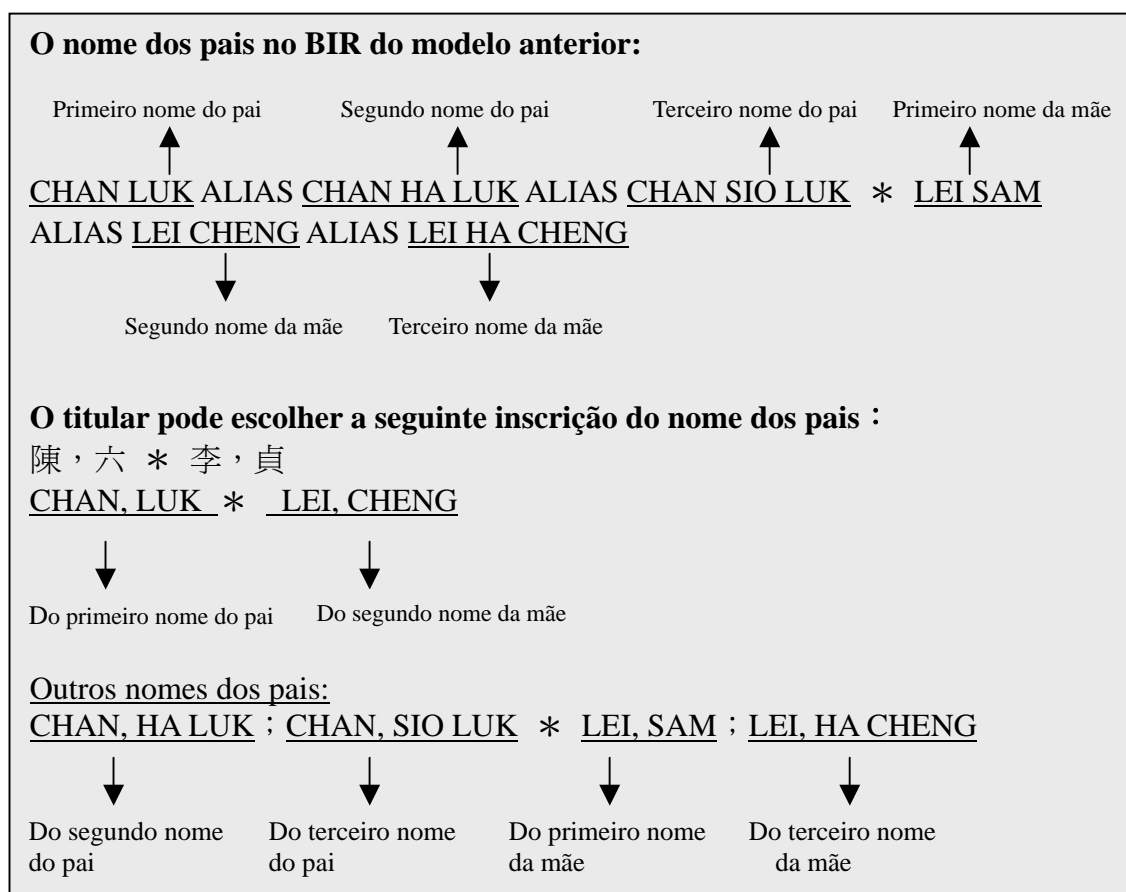 O nome dos pais no BIR do modelo anterior:
Primeiro nome do pai Segundo nome do pai Terceiro nome do pai Primeiro nome da mãe
CHAN LUK ALIAS CHAN HA LUK ALIAS CHAN SIO LUK ＊ LEI SAM
ALIAS LEI CHENG ALIAS LEI HA CHENG
Segundo nome da mãe Terceiro nome da mãe
O titular pode escolher a seguinte inscrição do nome dos pais：
陳，六 ＊ 李，貞
CHAN, LUK ＊ LEI, CHENG
Do primeiro nome do pai Do segundo nome da mãe
Outros nomes dos pais:
CHAN, HA LUK；CHAN, SIO LUK ＊ LEI, SAM；LEI, HA CHENG
Do segundo nome Do terceiro nome Do primeiro nome Do terceiro nome
do pai do pai da mãe da mãe